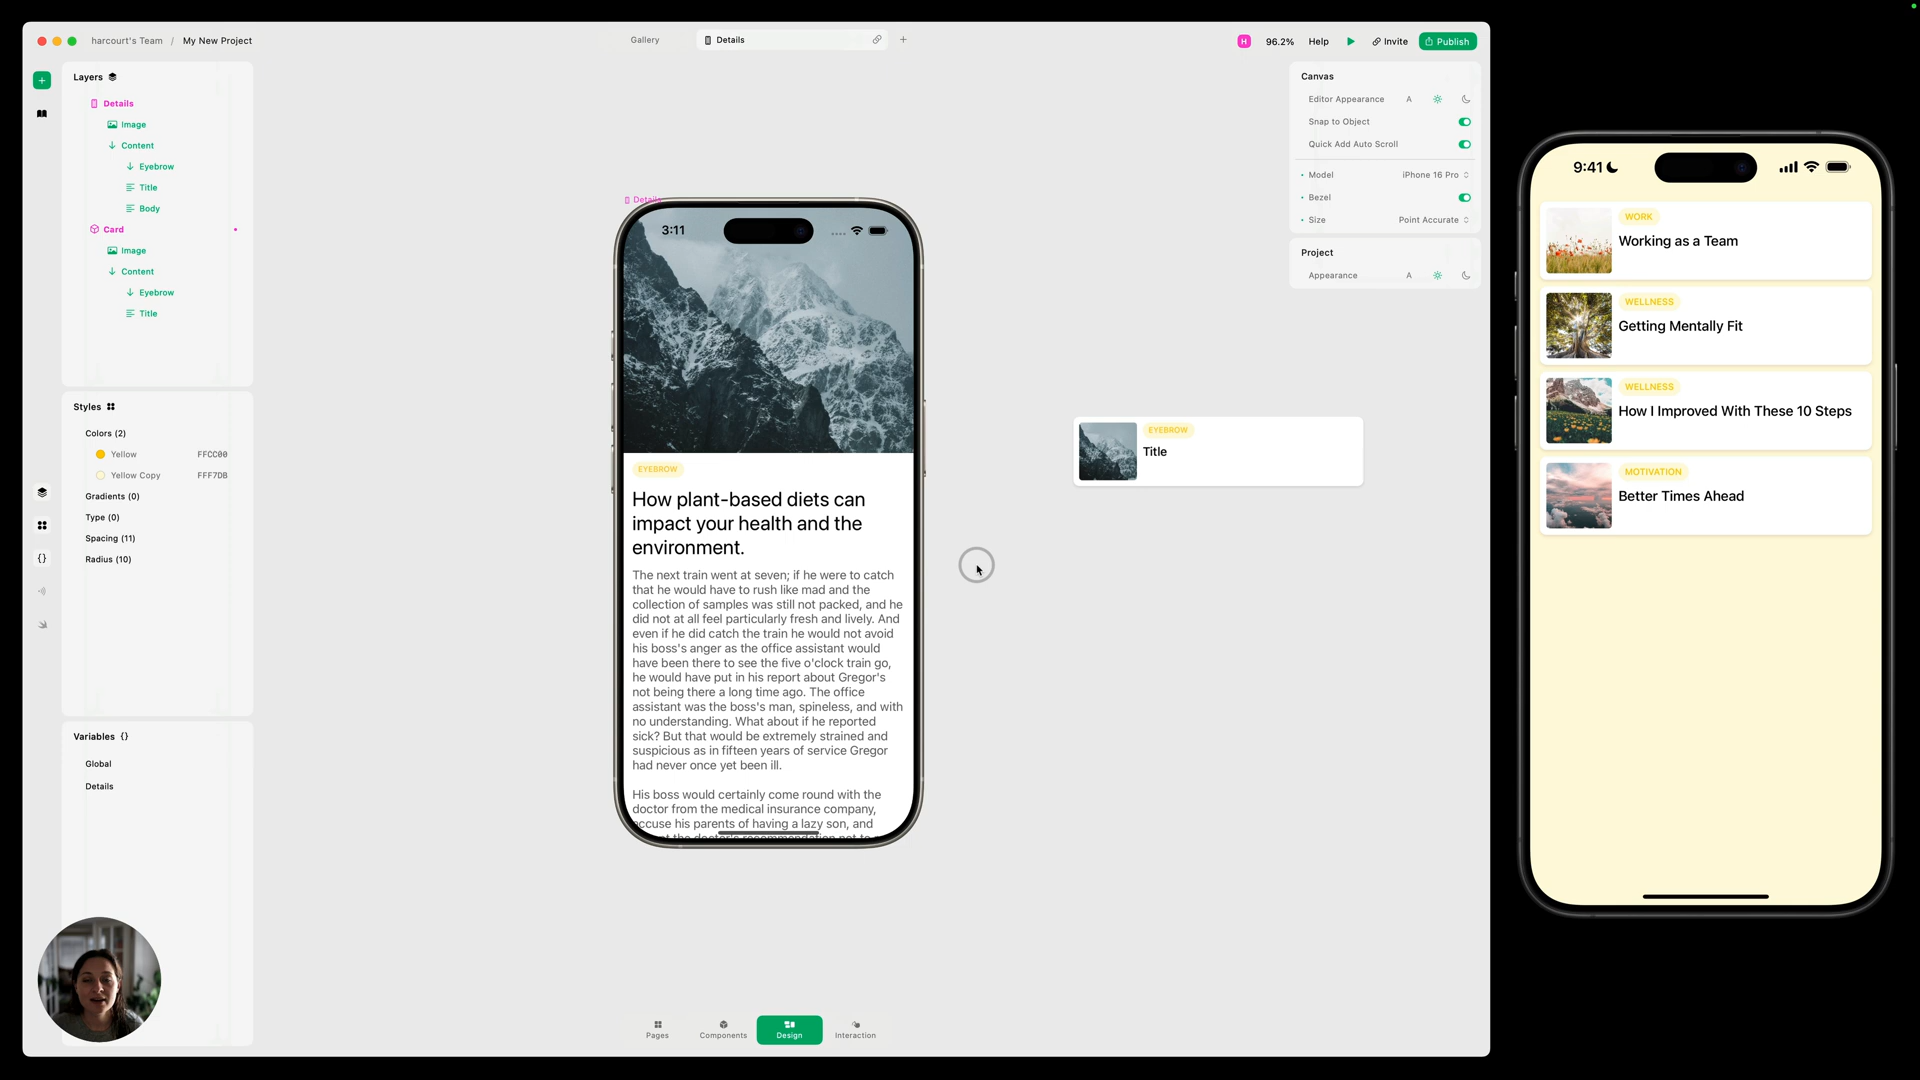 harcourt's Team / My New Project
Gallery
Details
+
H
96.2%
Help
Invite
Publish
Layers
Details
Image
Content
Eyebrow
Title
Body
Card
Image
Content
Eyebrow
Title
Styles
Colors (2)
Yellow FFCC00
Yellow Copy FFF7DB
Gradients (0)
Type (0)
Spacing (11)
Radius (10)
Variables {}
Global
Details
Details
3:11
EYEBROW
How plant-based diets can
impact your health and the
environment.
The next train went at seven; if he were to catch
that he would have to rush like mad and the
collection of samples was still not packed, and he
did not at all feel particularly fresh and lively. And
even if he did catch the train he would not avoid
his boss's anger as the office assistant would
have been there to see the five o'clock train go,
he would have put in his report about Gregor's
not being there a long time ago. The office
assistant was the boss's man, spineless, and with
no understanding. What about if he reported
sick? But that would be extremely strained and
suspicious as in fifteen years of service Gregor
had never once yet been ill.
His boss would certainly come round with the
doctor from the medical insurance company,
accuse his parents of having a lazy son, and
the doctor's recommendation not to
EYEBROW
Title
Canvas
Editor Appearance A
Snap to Object
Quick Add Auto Scroll
Model iPhone 16 Pro
Bezel
Size Point Accurate
Project
Appearance A
Pages
Components
Design
Interaction
9:41
WORK
Working as a Team
WELLNESS
Getting Mentally Fit
WELLNESS
How I Improved With These 10 Steps
MOTIVATION
Better Times Ahead